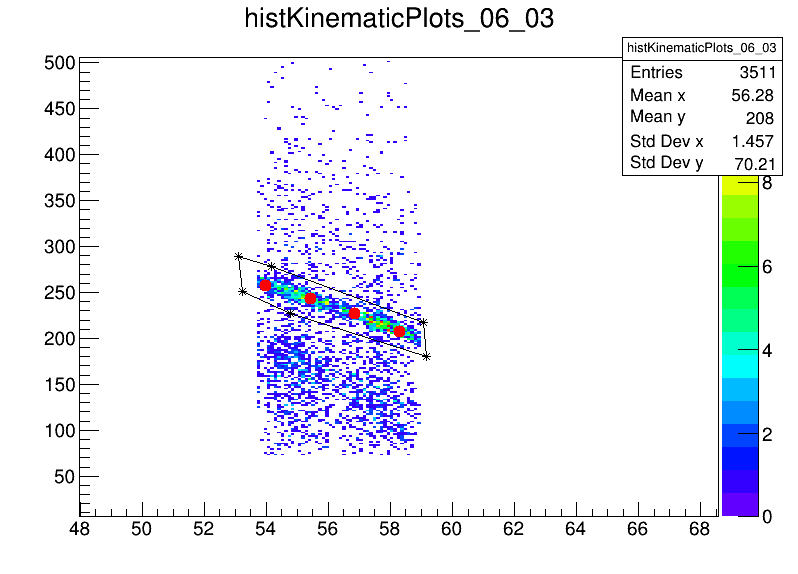 histKinematicPlots_06_03
histKinematicPlots_06_03
Entries 3511
Mean x 56.28
Mean y 208
Std Dev x 1.457
Std Dev y 70.21
500
450
400
350
300
250
200
150
100
50
8
6
4
2
0
48 50 52 54 56 58 60 62 64 66 68